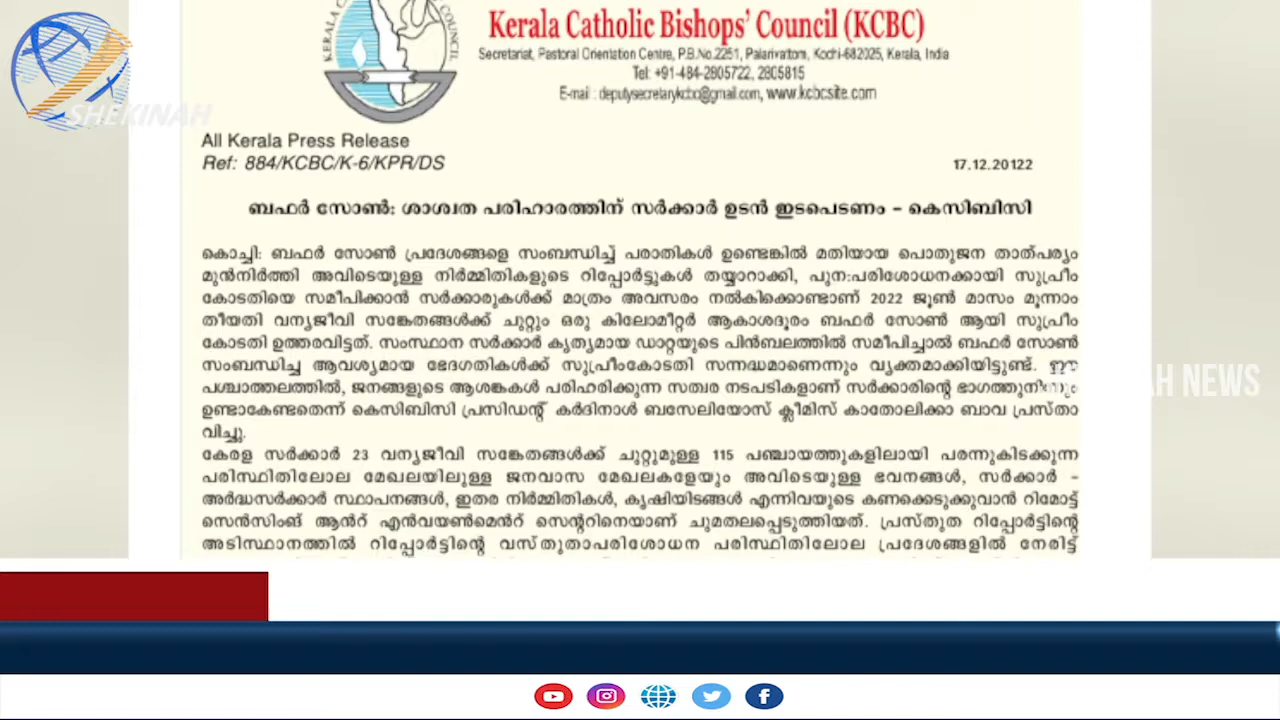 SHEKINAH
KERALA C
COUNCIL
Kerala Catholic Bishops' Council (KCBC)
Secretariat, Pastoral Orientation Centre, P.B.No.2251, Palarivattom, Kochi-682025, Kerala, India
Tel: +91-484-2805722, 2805815
E-mail : deputysecretarykcbc@gmail.com, www.kcbcsite.com
All Kerala Press Release
Ref: 884/KCBC/K-6/KPR/DS
17.12.20122
ബഫർ സോൺ: ശാശ്വത പരിഹാരത്തിന് സർക്കാർ ഉടൻ ഇടപെടണം – കെസിബിസി
കൊച്ചി: ബഫർ സോൺ പ്രദേശങ്ങളെ സംബന്ധിച്ച് പരാതികൾ ഉണ്ടെങ്കിൽ മതിയായ പൊതുജന താത്പര്യം
മുൻനിർത്തി അവിടെയുള്ള നിർമ്മിതികളുടെ റിപ്പോർട്ടുകൾ തയ്യാറാക്കി, പുന:പരിശോധനക്കായി സുപ്രീം
കോടതിയെ സമീപിക്കാൻ സർക്കാരുകൾക്ക് മാത്രം അവസരം നൽകിക്കൊണ്ടാണ് 2022 ജൂൺ മാസം മൂന്നാം
തീയതി വന്യജീവി സങ്കേതങ്ങൾക്ക് ചുറ്റും ഒരു കിലോമീറ്റർ ആകാശദൂരം ബഫർ സോൺ ആയി സുപ്രീം
കോടതി ഉത്തരവിട്ടത്. സംസ്ഥാന സർക്കാർ കൃത്യമായ ഡാറ്റയുടെ പിൻബലത്തിൽ സമീപിച്ചാൽ ബഫർ സോൺ
സംബന്ധിച്ച ആവശ്യമായ ഭേദഗതികൾക്ക് സുപ്രീംകോടതി സന്നദ്ധമാണെന്നും വ്യക്തമാക്കിയിട്ടുണ്ട്. ഈ
പശ്ചാത്തലത്തിൽ, ജനങ്ങളുടെ ആശങ്കകൾ പരിഹരിക്കുന്ന സത്വര നടപടികളാണ് സർക്കാരിന്റെ ഭാഗത്തുനിന്നും
ഉണ്ടാകേണ്ടതെന്ന് കെസിബിസി പ്രസിഡന്റ് കർദിനാൾ ബസേലിയോസ് ക്ലീമിസ് കാതോലിക്കാ ബാവ പ്രസ്താ
വിച്ചു.
കേരള സർക്കാർ 23 വന്യജീവി സങ്കേതങ്ങൾക്ക് ചുറ്റുമുള്ള 115 പഞ്ചായത്തുകളിലായി പരന്നുകിടക്കുന്ന
പരിസ്ഥിതിലോല മേഖലയിലുള്ള ജനവാസ മേഖലകളേയും അവിടെയുള്ള ഭവനങ്ങൾ, സർക്കാർ –
അർദ്ധസർക്കാർ സ്ഥാപനങ്ങൾ, ഇതര നിർമ്മിതികൾ, കൃഷിയിടങ്ങൾ എന്നിവയുടെ കണക്കെടുക്കുവാൻ റിമോട്ട്
സെൻസിംങ് ആൻറ് എൻവയൺമെൻറ് സെന്ററിനെയാണ് ചുമതലപ്പെടുത്തിയത്. പ്രസ്തുത റിപ്പോർട്ടിന്റെ
അടിസ്ഥാനത്തിൽ റിപ്പോർട്ടിന്റെ വസ്തുതാപരിശോധന പരിസ്ഥിതിലോല പ്രദേശങ്ങളിൽ നേരിട്ട്
AH NEWS